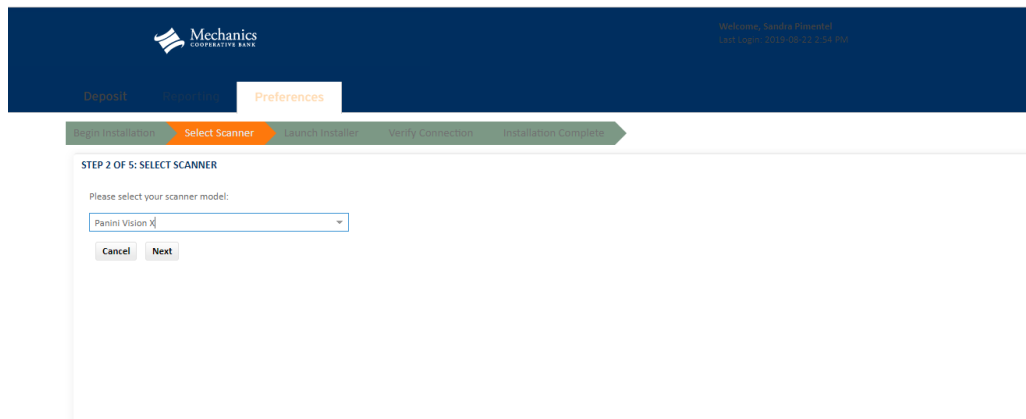 Mechanics
COOPERATIVE BANK
Welcome, Sandra Pimentel
Last Login: 2019-08-22 2:54 PM
Deposit Reporting Preferences
Begin Installation Select Scanner Launch Installer Verify Connection Installation Complete
STEP 2 OF 5: SELECT SCANNER
Please select your scanner model:
Panini Vision X
Cancel Next